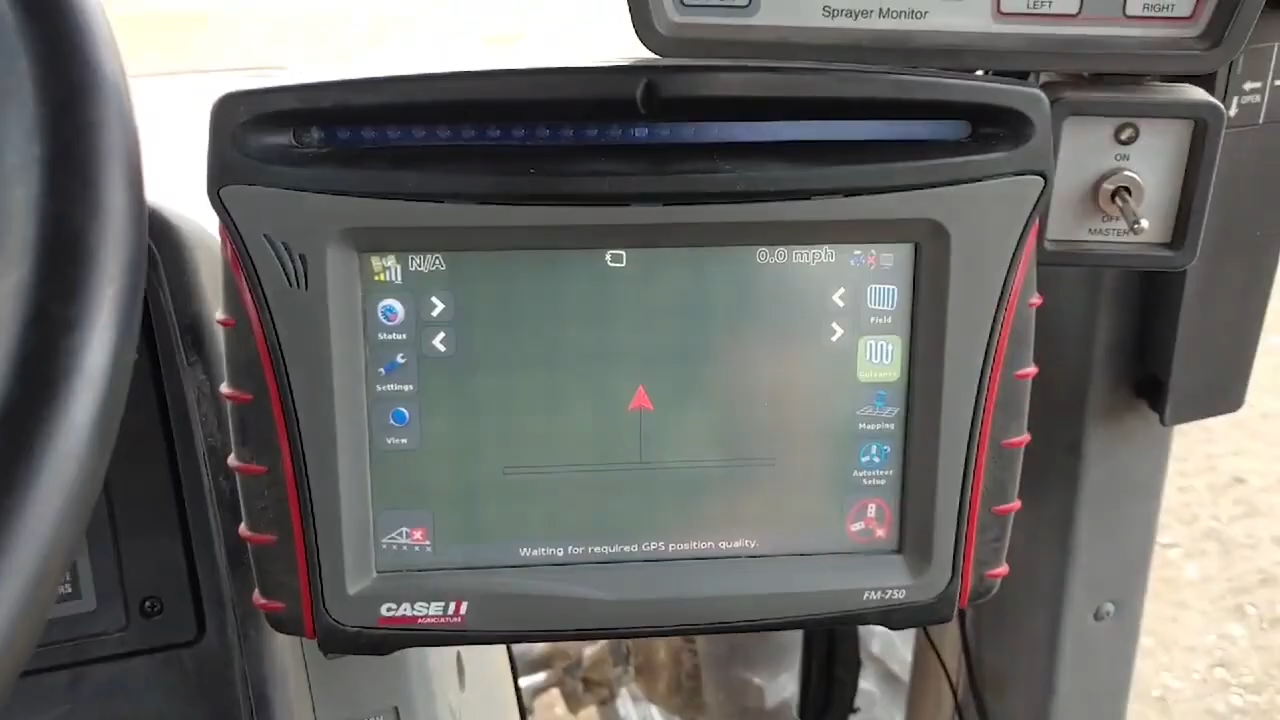 Sprayer Monitor
LEFT
RIGHT
OPEN
ON
OFF
MASTER
N/A
0.0 mph
Status
Settings
View
Field
Guidance
Mapping
Autosteer
Setup
Waiting for required GPS position quality.
CASE IH
AGRICULTURE
FM-750